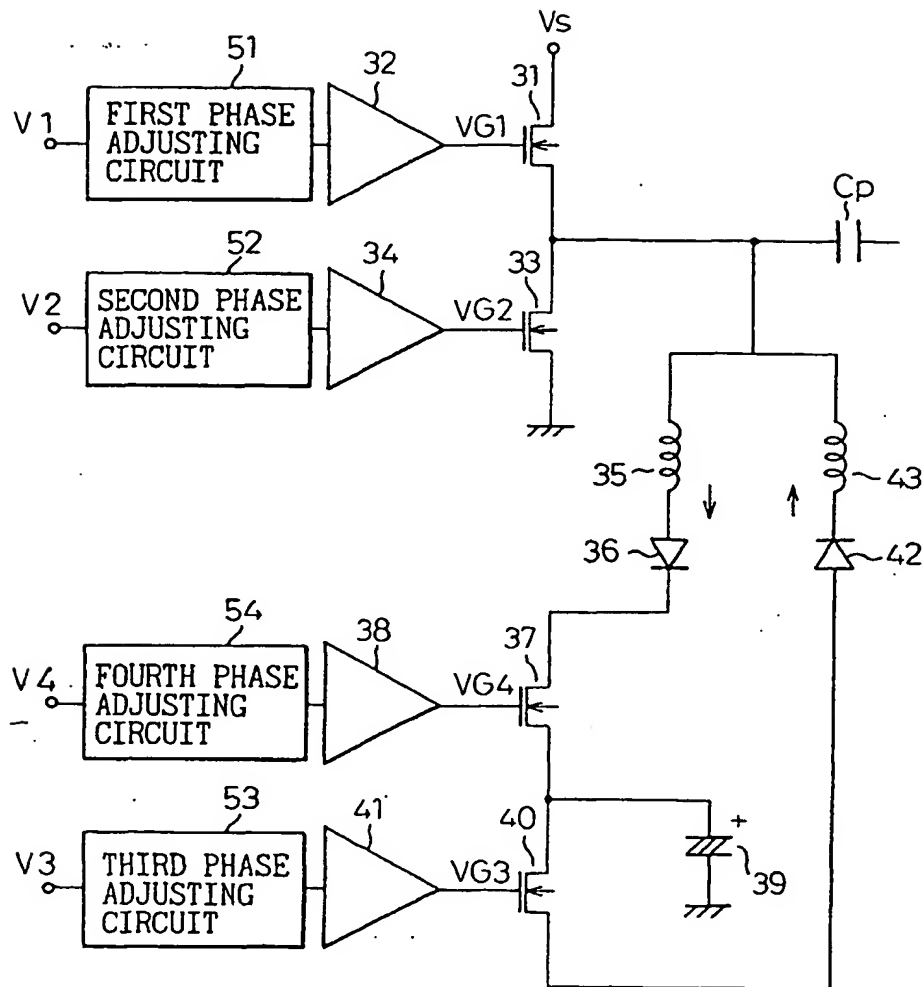 Vs
51
32
31
V1
FIRST PHASE
ADJUSTING
CIRCUIT
VG1
Cp
52
34
33
V2
SECOND PHASE
ADJUSTING
CIRCUIT
VG2
35
43
36
42
54
38
37
V4
FOURTH PHASE
ADJUSTING
CIRCUIT
VG4
53
41
40
+
V3
THIRD PHASE
ADJUSTING
CIRCUIT
VG3
39